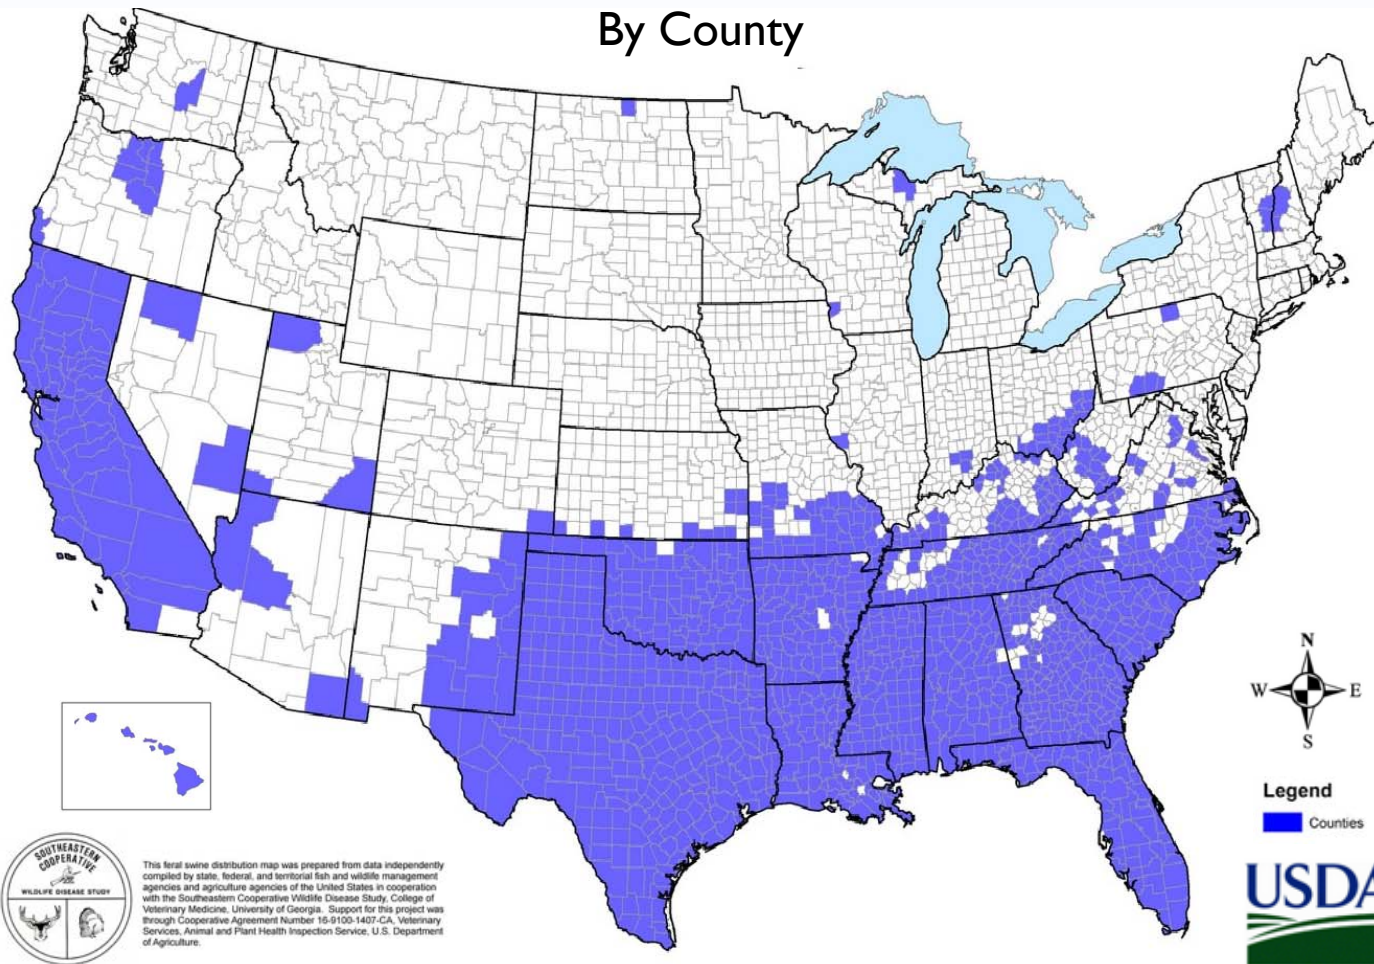 By County
N
W E
S
Legend
Counties
SOUTHEASTERN
COOPERATIVE
WILDLIFE DISEASE STUDY
This feral swine distribution map was prepared from data independently
compiled by state, federal, and territorial fish and wildlife management
agencies and agriculture agencies of the United States in cooperation
with the Southeastern Cooperative Wildlife Disease Study, College of
Veterinary Medicine, University of Georgia. Support for this project was
through Cooperative Agreement Number 16-9100-1407-CA, Veterinary
Services, Animal and Plant Health Inspection Service, U.S. Department
of Agriculture.
USDA